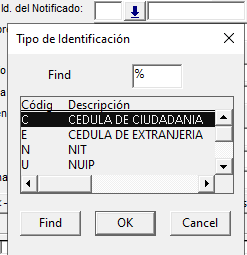 Id. del Notificado:
Tipo de Identificación
Find %
Códig Descripción
C CEDULA DE CIUDADANIA
E CEDULA DE EXTRANJERIA
N NIT
U NUIP
Find OK Cancel